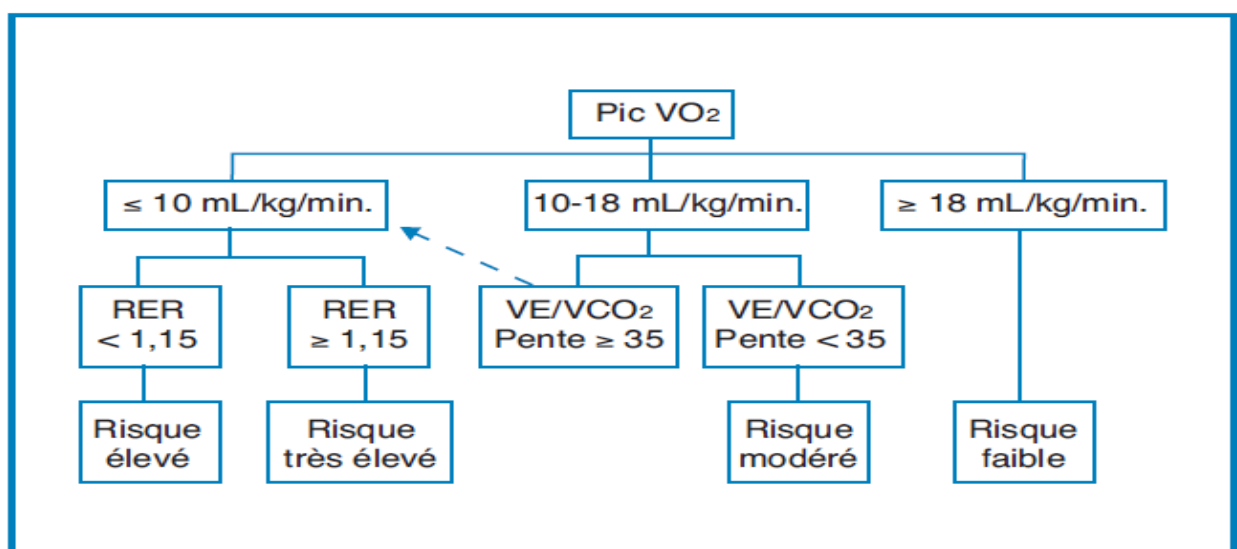 Pic VO₂
≤ 10 mL/kg/min.
10-18 mL/kg/min.
≥ 18 mL/kg/min.
RER
< 1,15
RER
≥ 1,15
VE/VCO₂
Pente ≥ 35
VE/VCO₂
Pente < 35
Risque
élevé
Risque
très élevé
Risque
modéré
Risque
faible